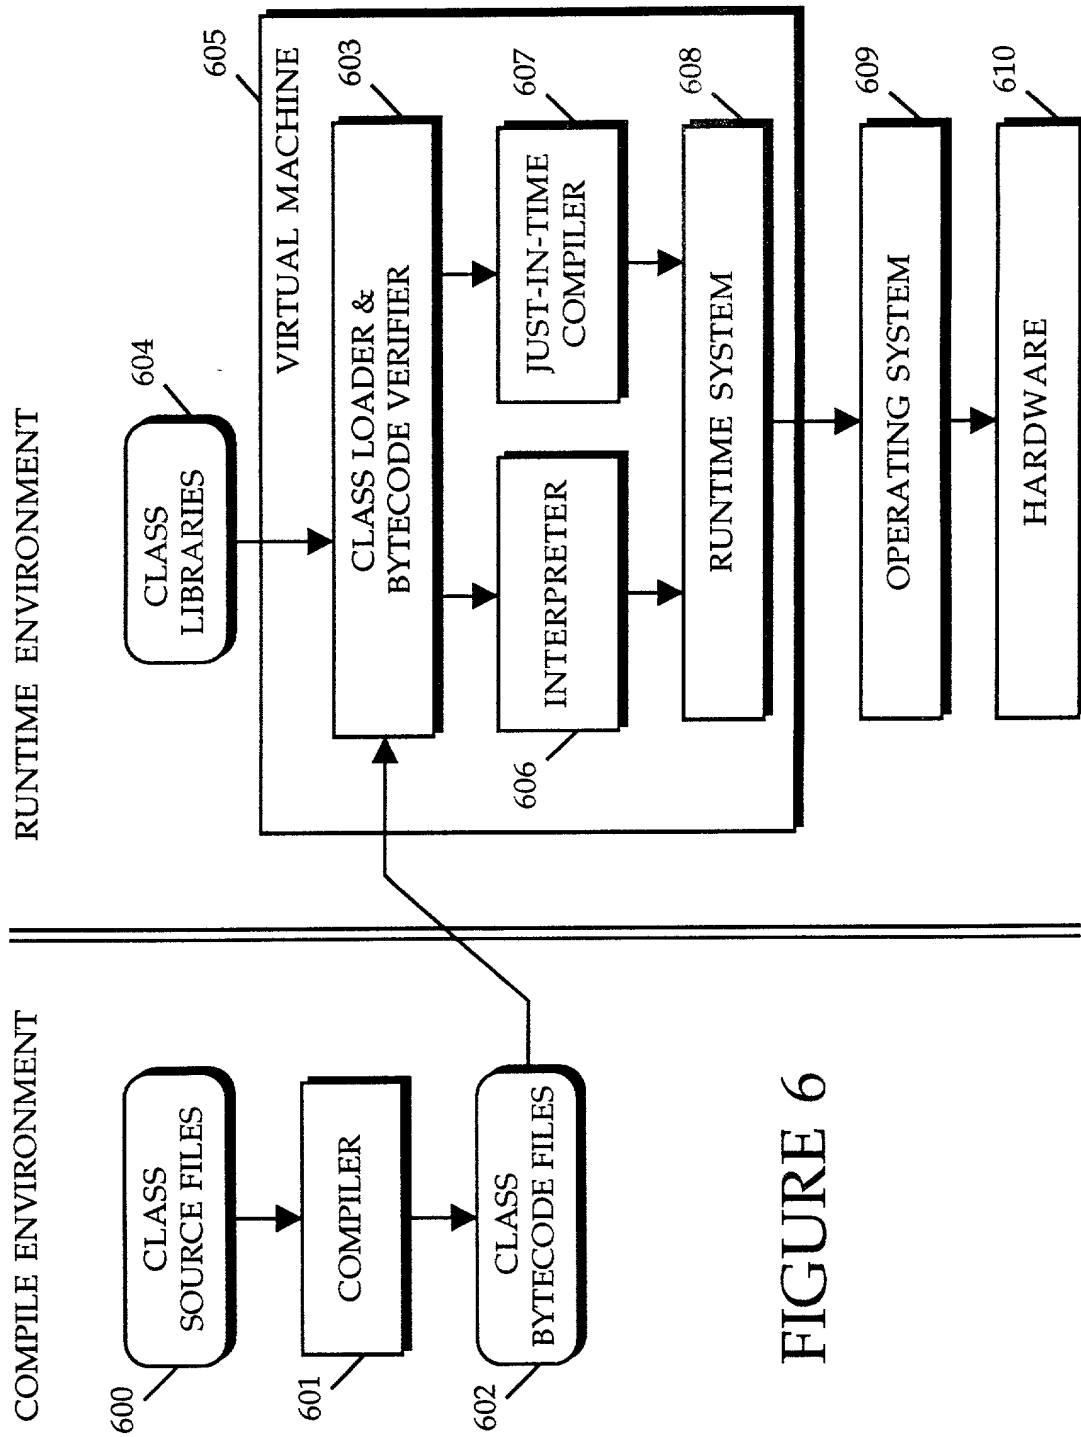 COMPILE ENVIRONMENT
RUNTIME ENVIRONMENT
600
CLASS
SOURCE FILES
601
COMPILER
602
CLASS
BYTECODE FILES
CLASS
LIBRARIES
604
605
VIRTUAL MACHINE
CLASS LOADER &
BYTECODE VERIFIER
603
606
INTERPRETER
JUST-IN-TIME
COMPILER
607
RUNTIME SYSTEM
608
OPERATING SYSTEM
609
HARDWARE
610
FIGURE 6